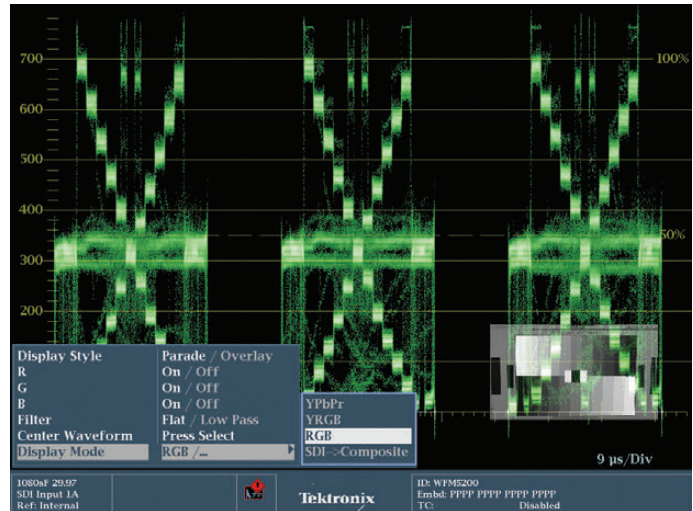 700
100%
600
500
400
50%
300
200
Display Style Parade / Overlay
R On / Off
G On / Off
B On / Off
Filter Flat / Low Pass
Center Waveform Press Select
Display Mode RGB /...
YPbPr
YRGB
RGB
SDI->Composite
9 µs/Div
1080sF 29.97
SDI Input 1A
Ref: Internal
Tektronix
ID: WFM5200
Embd: PPPP PPPP PPPP PPPP
TC: Disabled